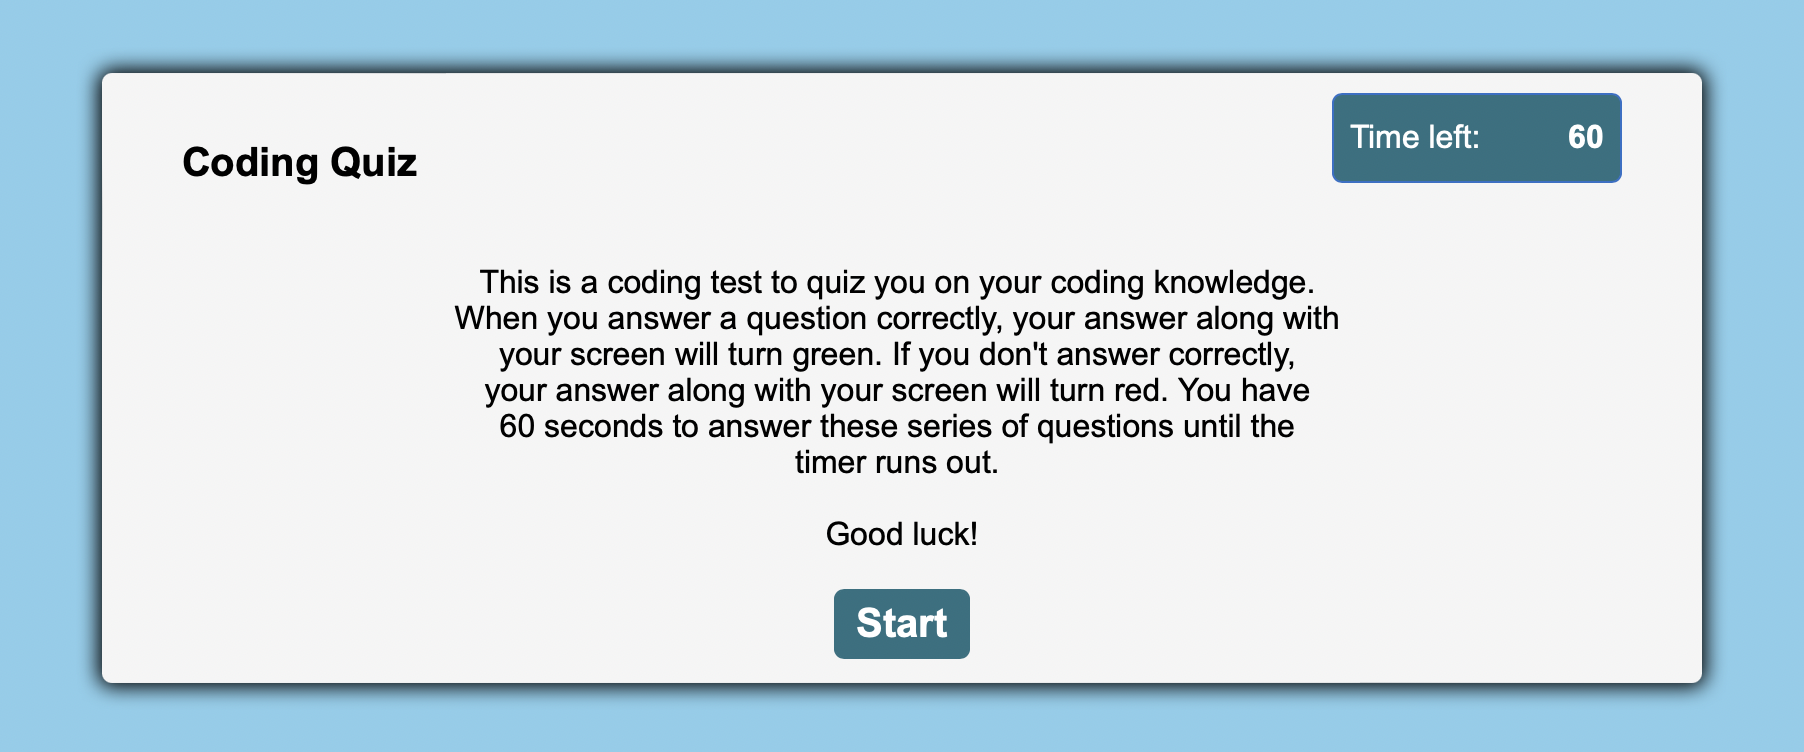 Coding Quiz
Time left: 60
This is a coding test to quiz you on your coding knowledge.
When you answer a question correctly, your answer along with
your screen will turn green. If you don't answer correctly,
your answer along with your screen will turn red. You have
60 seconds to answer these series of questions until the
timer runs out.
Good luck!
Start